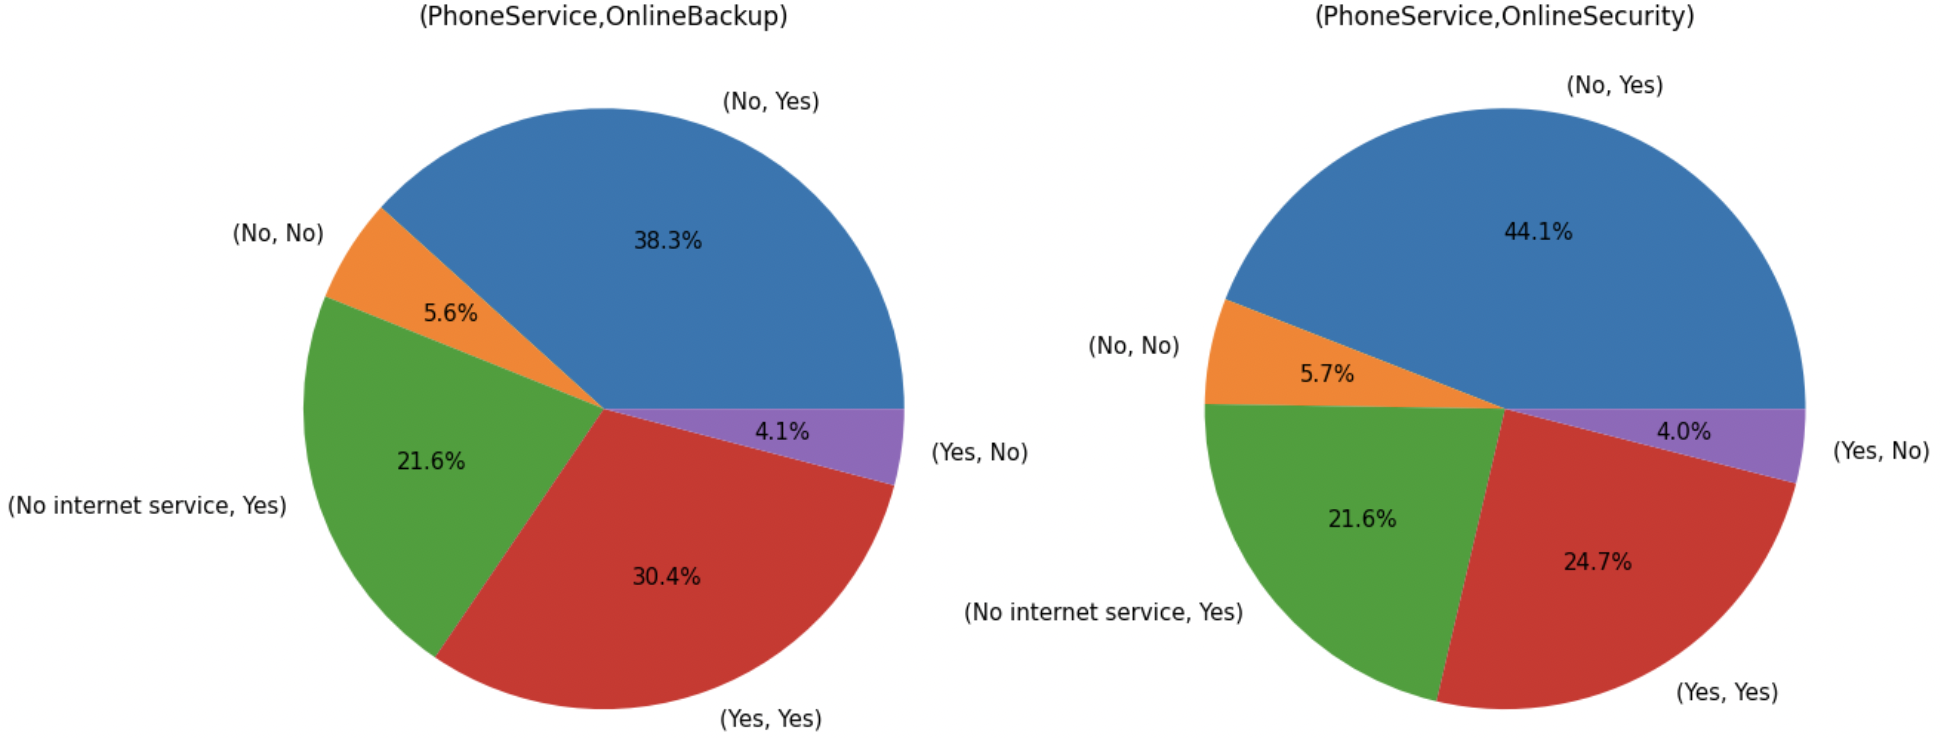 (PhoneService,OnlineBackup)
(No, Yes)
38.3%
(No, No)
5.6%
21.6%
(No internet service, Yes)
30.4%
(Yes, Yes)
4.1%
(Yes, No)
(PhoneService,OnlineSecurity)
(No, Yes)
44.1%
(No, No)
5.7%
21.6%
(No internet service, Yes)
24.7%
(Yes, Yes)
4.0%
(Yes, No)